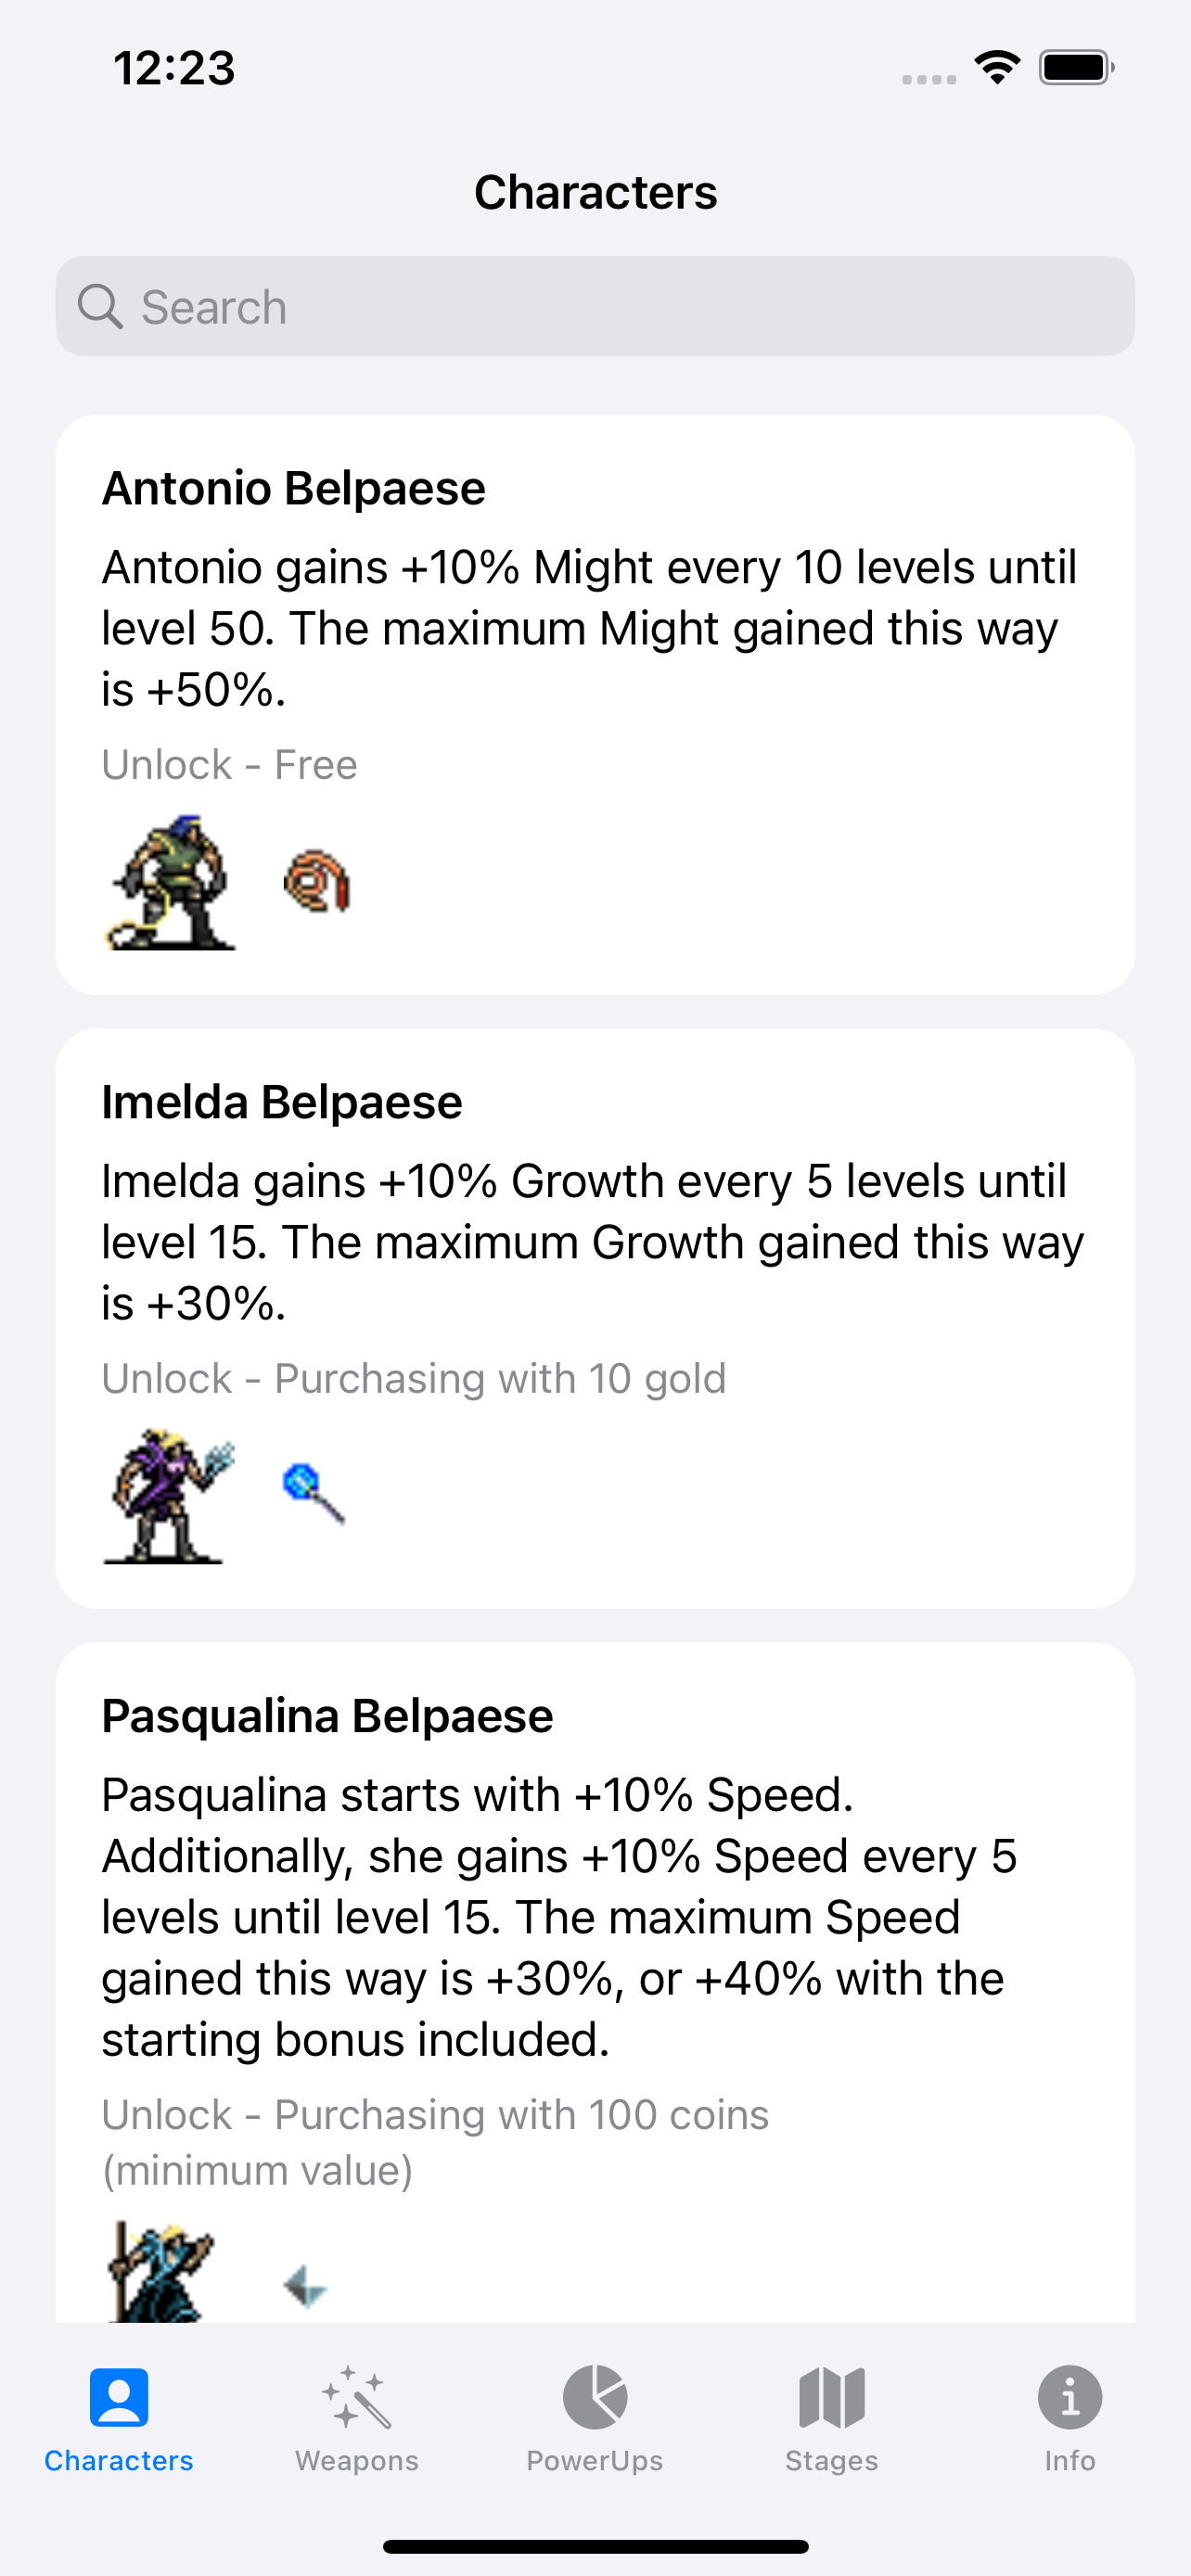 12:23
Characters
Search
Antonio Belpaese
Antonio gains +10% Might every 10 levels until
level 50. The maximum Might gained this way
is +50%.
Unlock - Free
Imelda Belpaese
Imelda gains +10% Growth every 5 levels until
level 15. The maximum Growth gained this way
is +30%.
Unlock - Purchasing with 10 gold
Pasqualina Belpaese
Pasqualina starts with +10% Speed.
Additionally, she gains +10% Speed every 5
levels until level 15. The maximum Speed
gained this way is +30%, or +40% with the
starting bonus included.
Unlock - Purchasing with 100 coins
(minimum value)
Characters Weapons PowerUps Stages Info